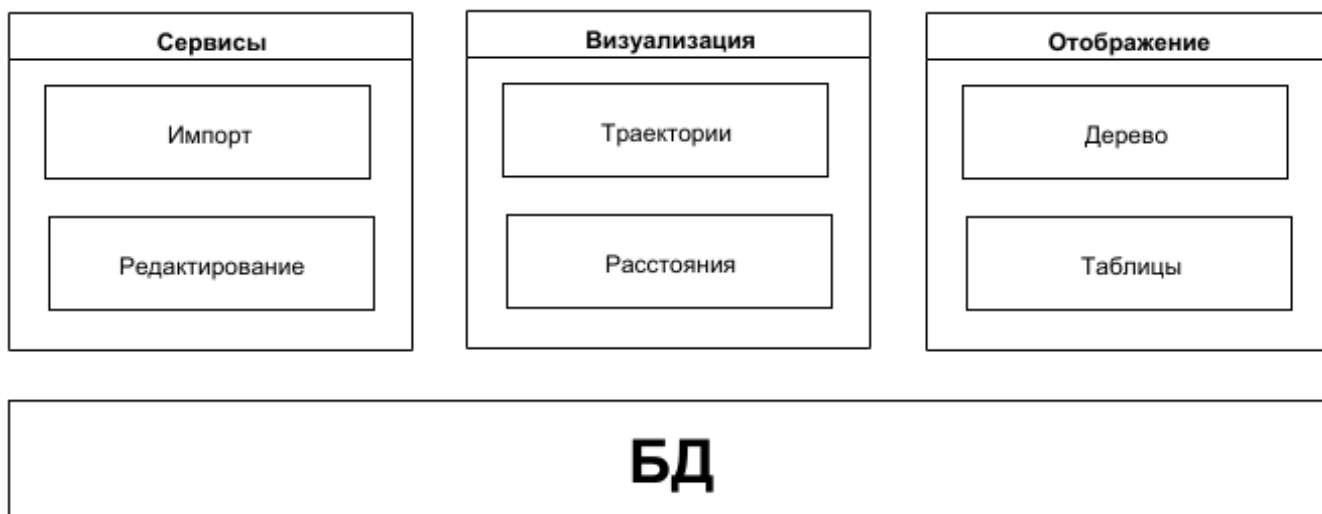 Сервисы
Импорт
Редактирование
Визуализация
Траектории
Расстояния
Отображение
Дерево
Таблицы
БД